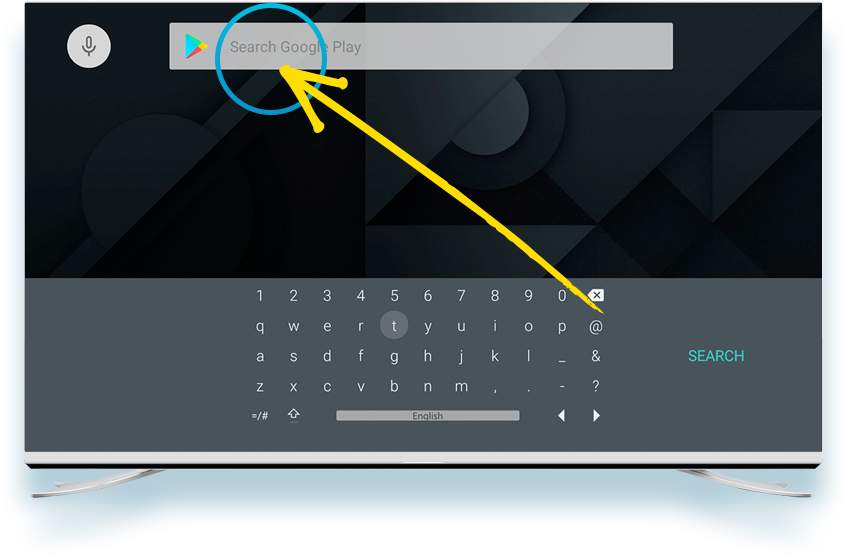 Search Google Play
1 2 3 4 5 6 7 8 9 0
q w e r t y u i o p @
a s d f g h j k l _ &
SEARCH
z x c v b n m , . - ?
=/# English